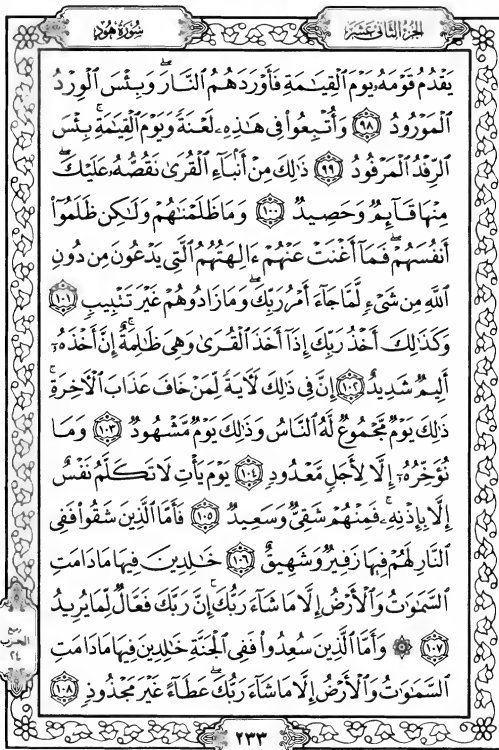 الجزء الثاني عشر
سورة هود
يَقْدُمُ قَوْمَهُۥ يَوْمَ ٱلْقِيَٰمَةِ فَأَوْرَدَهُمُ ٱلنَّارَۖ وَبِئْسَ ٱلْوِرْدُ
ٱلْمَوْرُودُ ٩٨ وَأُتْبِعُوا۟ فِى هَٰذِهِۦ لَعْنَةً وَيَوْمَ ٱلْقِيَٰمَةِۚ بِئْسَ
ٱلرِّفْدُ ٱلْمَرْفُودُ ٩٩ ذَٰلِكَ مِنْ أَنۢبَآءِ ٱلْقُرَىٰ نَقُصُّهُۥ عَلَيْكَۖ
مِنْهَا قَآئِمٌ وَحَصِيدٌ ١٠٠ وَمَا ظَلَمْنَٰهُمْ وَلَٰكِن ظَلَمُوٓا۟
أَنفُسَهُمْۖ فَمَآ أَغْنَتْ عَنْهُمْ ءَالِهَتُهُمُ ٱلَّتِى يَدْعُونَ مِن دُونِ
ٱللَّهِ مِن شَىْءٍ لَّمَّا جَآءَ أَمْرُ رَبِّكَۖ وَمَا زَادُوهُمْ غَيْرَ تَتْبِيبٍ ١٠١
وَكَذَٰلِكَ أَخْذُ رَبِّكَ إِذَآ أَخَذَ ٱلْقُرَىٰ وَهِىَ ظَٰلِمَةٌۚ إِنَّ أَخْذَهُۥٓ
أَلِيمٌ شَدِيدٌ ١٠٢ إِنَّ فِى ذَٰلِكَ لَءَايَةً لِّمَنْ خَافَ عَذَابَ ٱلْءَاخِرَةِۚ
ذَٰلِكَ يَوْمٌ مَّجْمُوعٌ لَّهُ ٱلنَّاسُ وَذَٰلِكَ يَوْمٌ مَّشْهُودٌ ١٠٣ وَمَا
نُؤَخِّرُهُۥٓ إِلَّا لِأَجَلٍ مَّعْدُودٍ ١٠٤ يَوْمَ يَأْتِ لَا تَكَلَّمُ نَفْسٌ
إِلَّا بِإِذْنِهِۦۚ فَمِنْهُمْ شَقِىٌّ وَسَعِيدٌ ١٠٥ فَأَمَّا ٱلَّذِينَ شَقُوا۟ فَفِى
ٱلنَّارِ لَهُمْ فِيهَا زَفِيرٌ وَشَهِيقٌ ١٠٦ خَٰلِدِينَ فِيهَا مَا دَامَتِ
ٱلسَّمَٰوَٰتُ وَٱلْأَرْضُ إِلَّا مَا شَآءَ رَبُّكَۚ إِنَّ رَبَّكَ فَعَّالٌ لِّمَا يُرِيدُ
١٠٧ ۞ وَأَمَّا ٱلَّذِينَ سُعِدُوا۟ فَفِى ٱلْجَنَّةِ خَٰلِدِينَ فِيهَا مَا دَامَتِ
ٱلسَّمَٰوَٰتُ وَٱلْأَرْضُ إِلَّا مَا شَآءَ رَبُّكَۖ عَطَآءً غَيْرَ مَجْذُوذٍ ١٠٨
ربع
الحزب
٢٤
٢٣٣